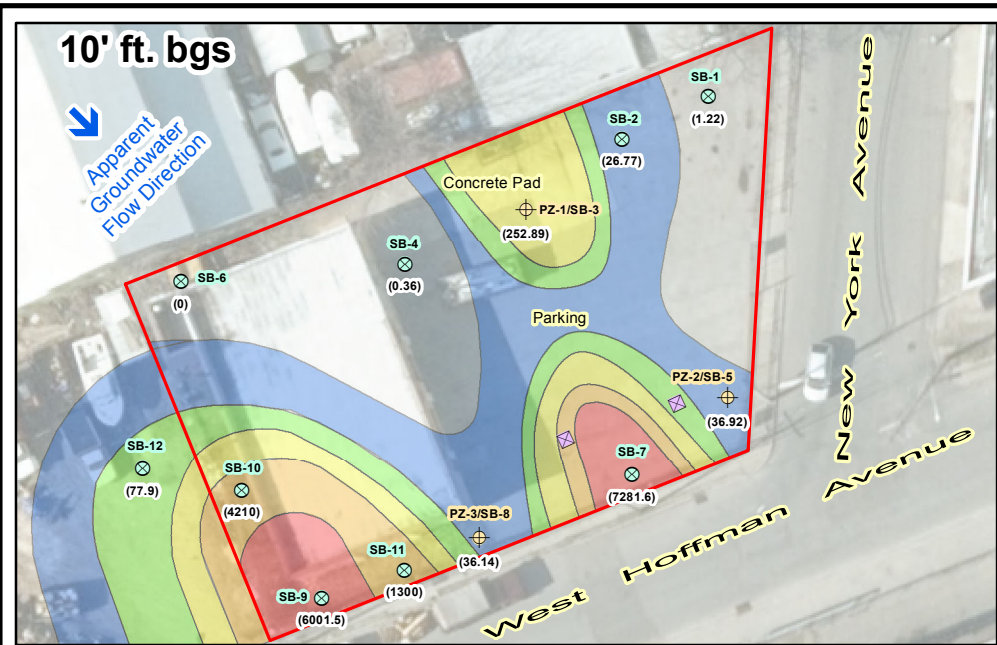 10' ft. bgs
Apparent
Groundwater
Flow Direction
SB-1
(1.22)
SB-2
(26.77)
Concrete Pad
PZ-1/SB-3
(252.89)
SB-4
(0.36)
SB-6
(0)
Parking
PZ-2/SB-5
(36.92)
SB-12
(77.9)
SB-10
(4210)
SB-7
(7281.6)
PZ-3/SB-8
(36.14)
SB-11
(1300)
SB-9
(6001.5)
New York Avenue
West Hoffman Avenue